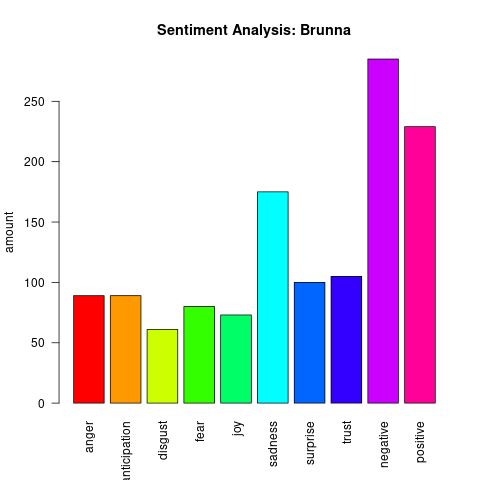 Sentiment Analysis: Brunna
amount
250
200
150
100
50
0
anger
nticipation
disgust
fear
joy
sadness
surprise
trust
negative
positive